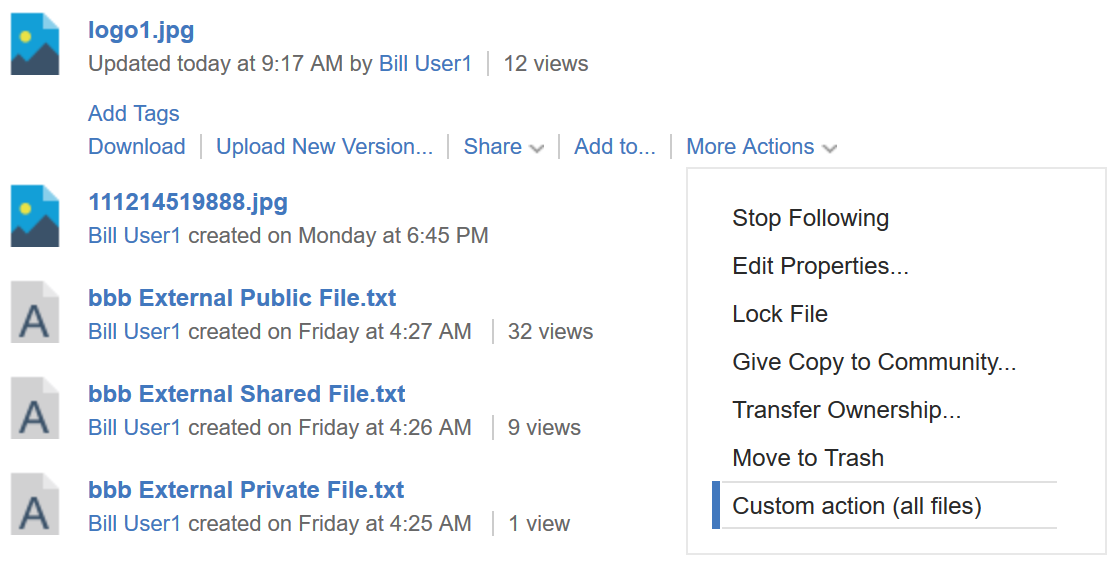 logo1.jpg
Updated today at 9:17 AM by Bill User1 | 12 views
Add Tags
Download | Upload New Version... | Share | Add to... | More Actions
111214519888.jpg
Bill User1 created on Monday at 6:45 PM
A bbb External Public File.txt
Bill User1 created on Friday at 4:27 AM | 32 views
A bbb External Shared File.txt
Bill User1 created on Friday at 4:26 AM | 9 views
A bbb External Private File.txt
Bill User1 created on Friday at 4:25 AM | 1 view
Stop Following
Edit Properties...
Lock File
Give Copy to Community...
Transfer Ownership...
Move to Trash
Custom action (all files)